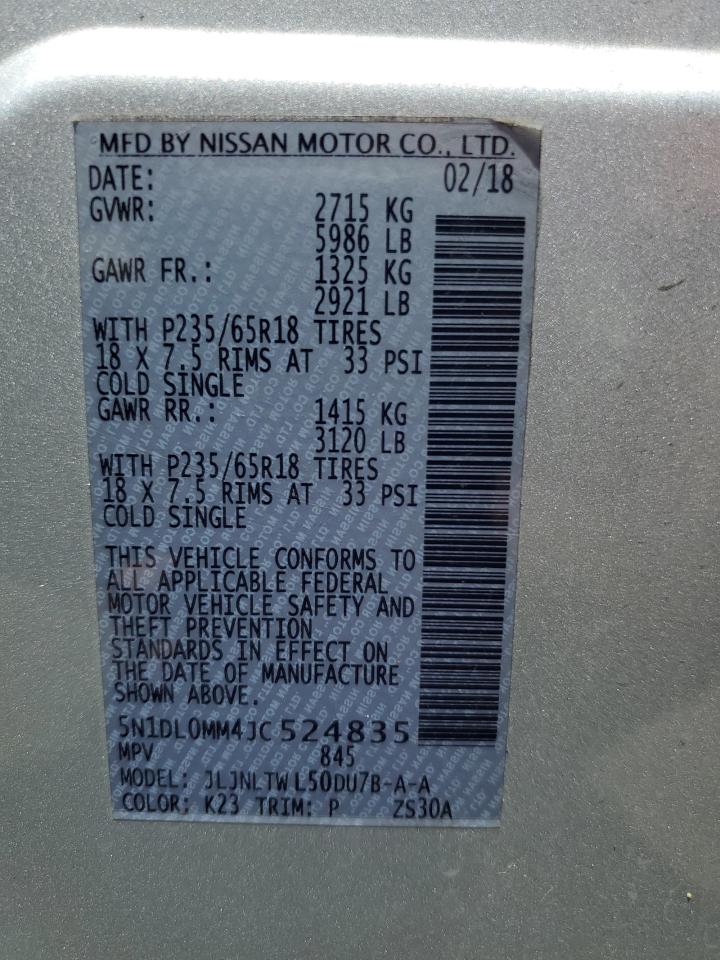 MFD BY NISSAN MOTOR CO., LTD.
DATE: 02/18
GVWR: 2715 KG
5986 LB
GAWR FR.: 1325 KG
2921 LB
WITH P235/65R18 TIRES
18 X 7.5 RIMS AT 33 PSI
COLD SINGLE
GAWR RR.: 1415 KG
3120 LB
WITH P235/65R18 TIRES
18 X 7.5 RIMS AT 33 PSI
COLD SINGLE
THIS VEHICLE CONFORMS TO
ALL APPLICABLE FEDERAL
MOTOR VEHICLE SAFETY AND
THEFT PREVENTION
STANDARDS IN EFFECT ON
THE DATE OF MANUFACTURE
SHOWN ABOVE.
5N1DL0MM4JC524835
MPV 845
MODEL: JLJNLTWL50DU7B-A-A
COLOR: K23 TRIM: P ZS30A